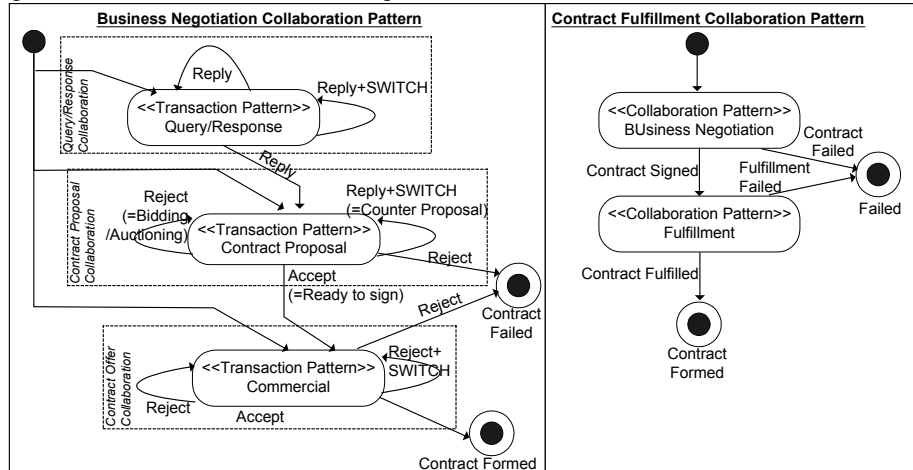 Business Negotiation Collaboration Pattern
Query/Response
Collaboration
Reply
Reply+SWITCH
<<Transaction Pattern>>
Query/Response
Reply
Contract Proposal
Collaboration
Reject
(=Bidding
/Auctioning)
Reply+SWITCH
(=Counter Proposal)
<<Transaction Pattern>>
Contract Proposal
Reject
Accept
(=Ready to sign)
Reject
Contract
Failed
Contract Offer
Collaboration
<<Transaction Pattern>>
Commercial
Reject+
SWITCH
Reject
Accept
Contract Formed
Contract Fulfillment Collaboration Pattern
<<Collaboration Pattern>>
BUsiness Negotiation
Contract
Failed
Contract Signed
Fulfillment
Failed
Failed
<<Collaboration Pattern>>
Fulfillment
Contract Fulfilled
Contract
Formed